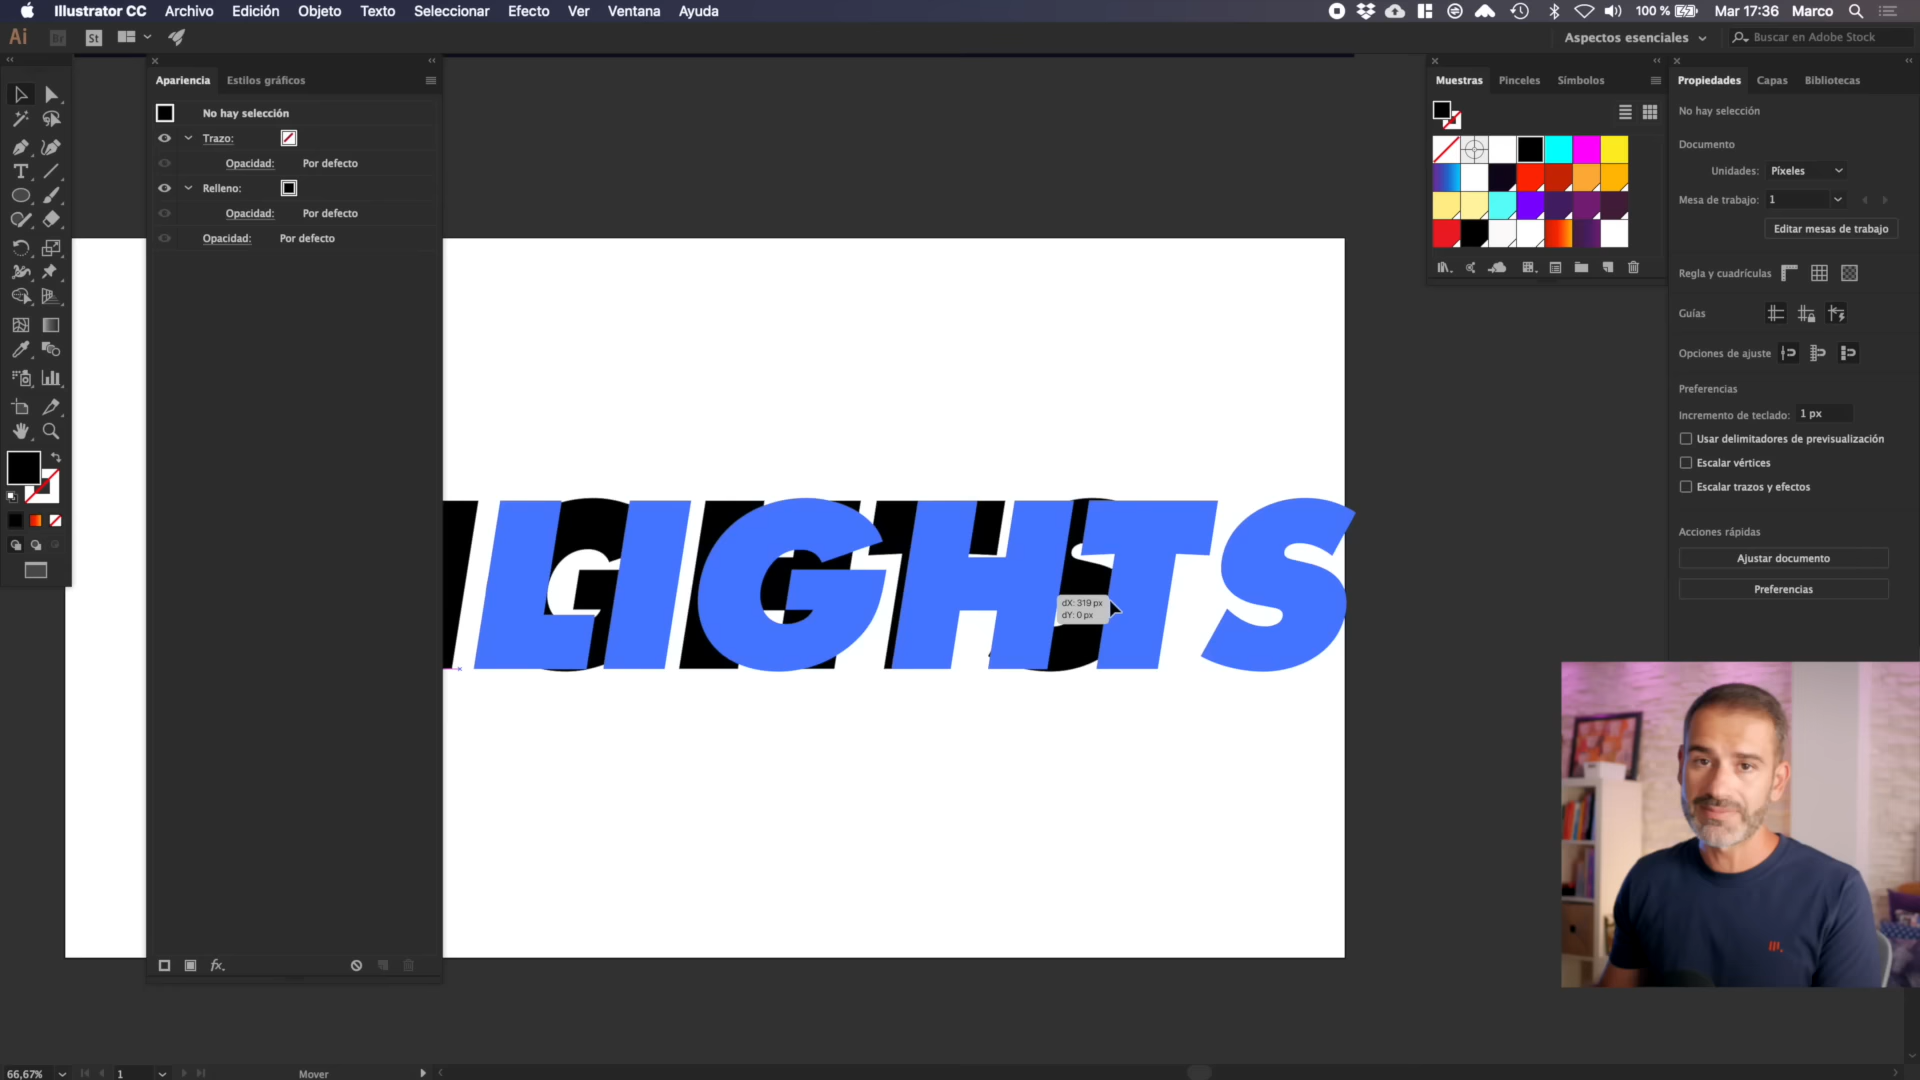 Illustrator CC Archivo Edición Objeto Texto Seleccionar Efecto Ver Ventana Ayuda
100 % Mar 17:36 Marco
Ai Br St Aspectos esenciales Buscar en Adobe Stock
Apariencia Estilos gráficos
No hay selección
Trazo:
Opacidad: Por defecto
Relleno:
Opacidad: Por defecto
Opacidad: Por defecto
fx.
Muestras Pinceles Símbolos
Propiedades Capas Bibliotecas
No hay selección
Documento
Unidades: Píxeles
Mesa de trabajo: 1
Editar mesas de trabajo
Regla y cuadrículas
Guías
Opciones de ajuste
Preferencias
Incremento de teclado: 1 px
Usar delimitadores de previsualización
Escalar vértices
Escalar trazos y efectos
Acciones rápidas
Ajustar documento
Preferencias
LIGHTS
dX: 319 px
dY: 0 px
66,67% 1 Mover